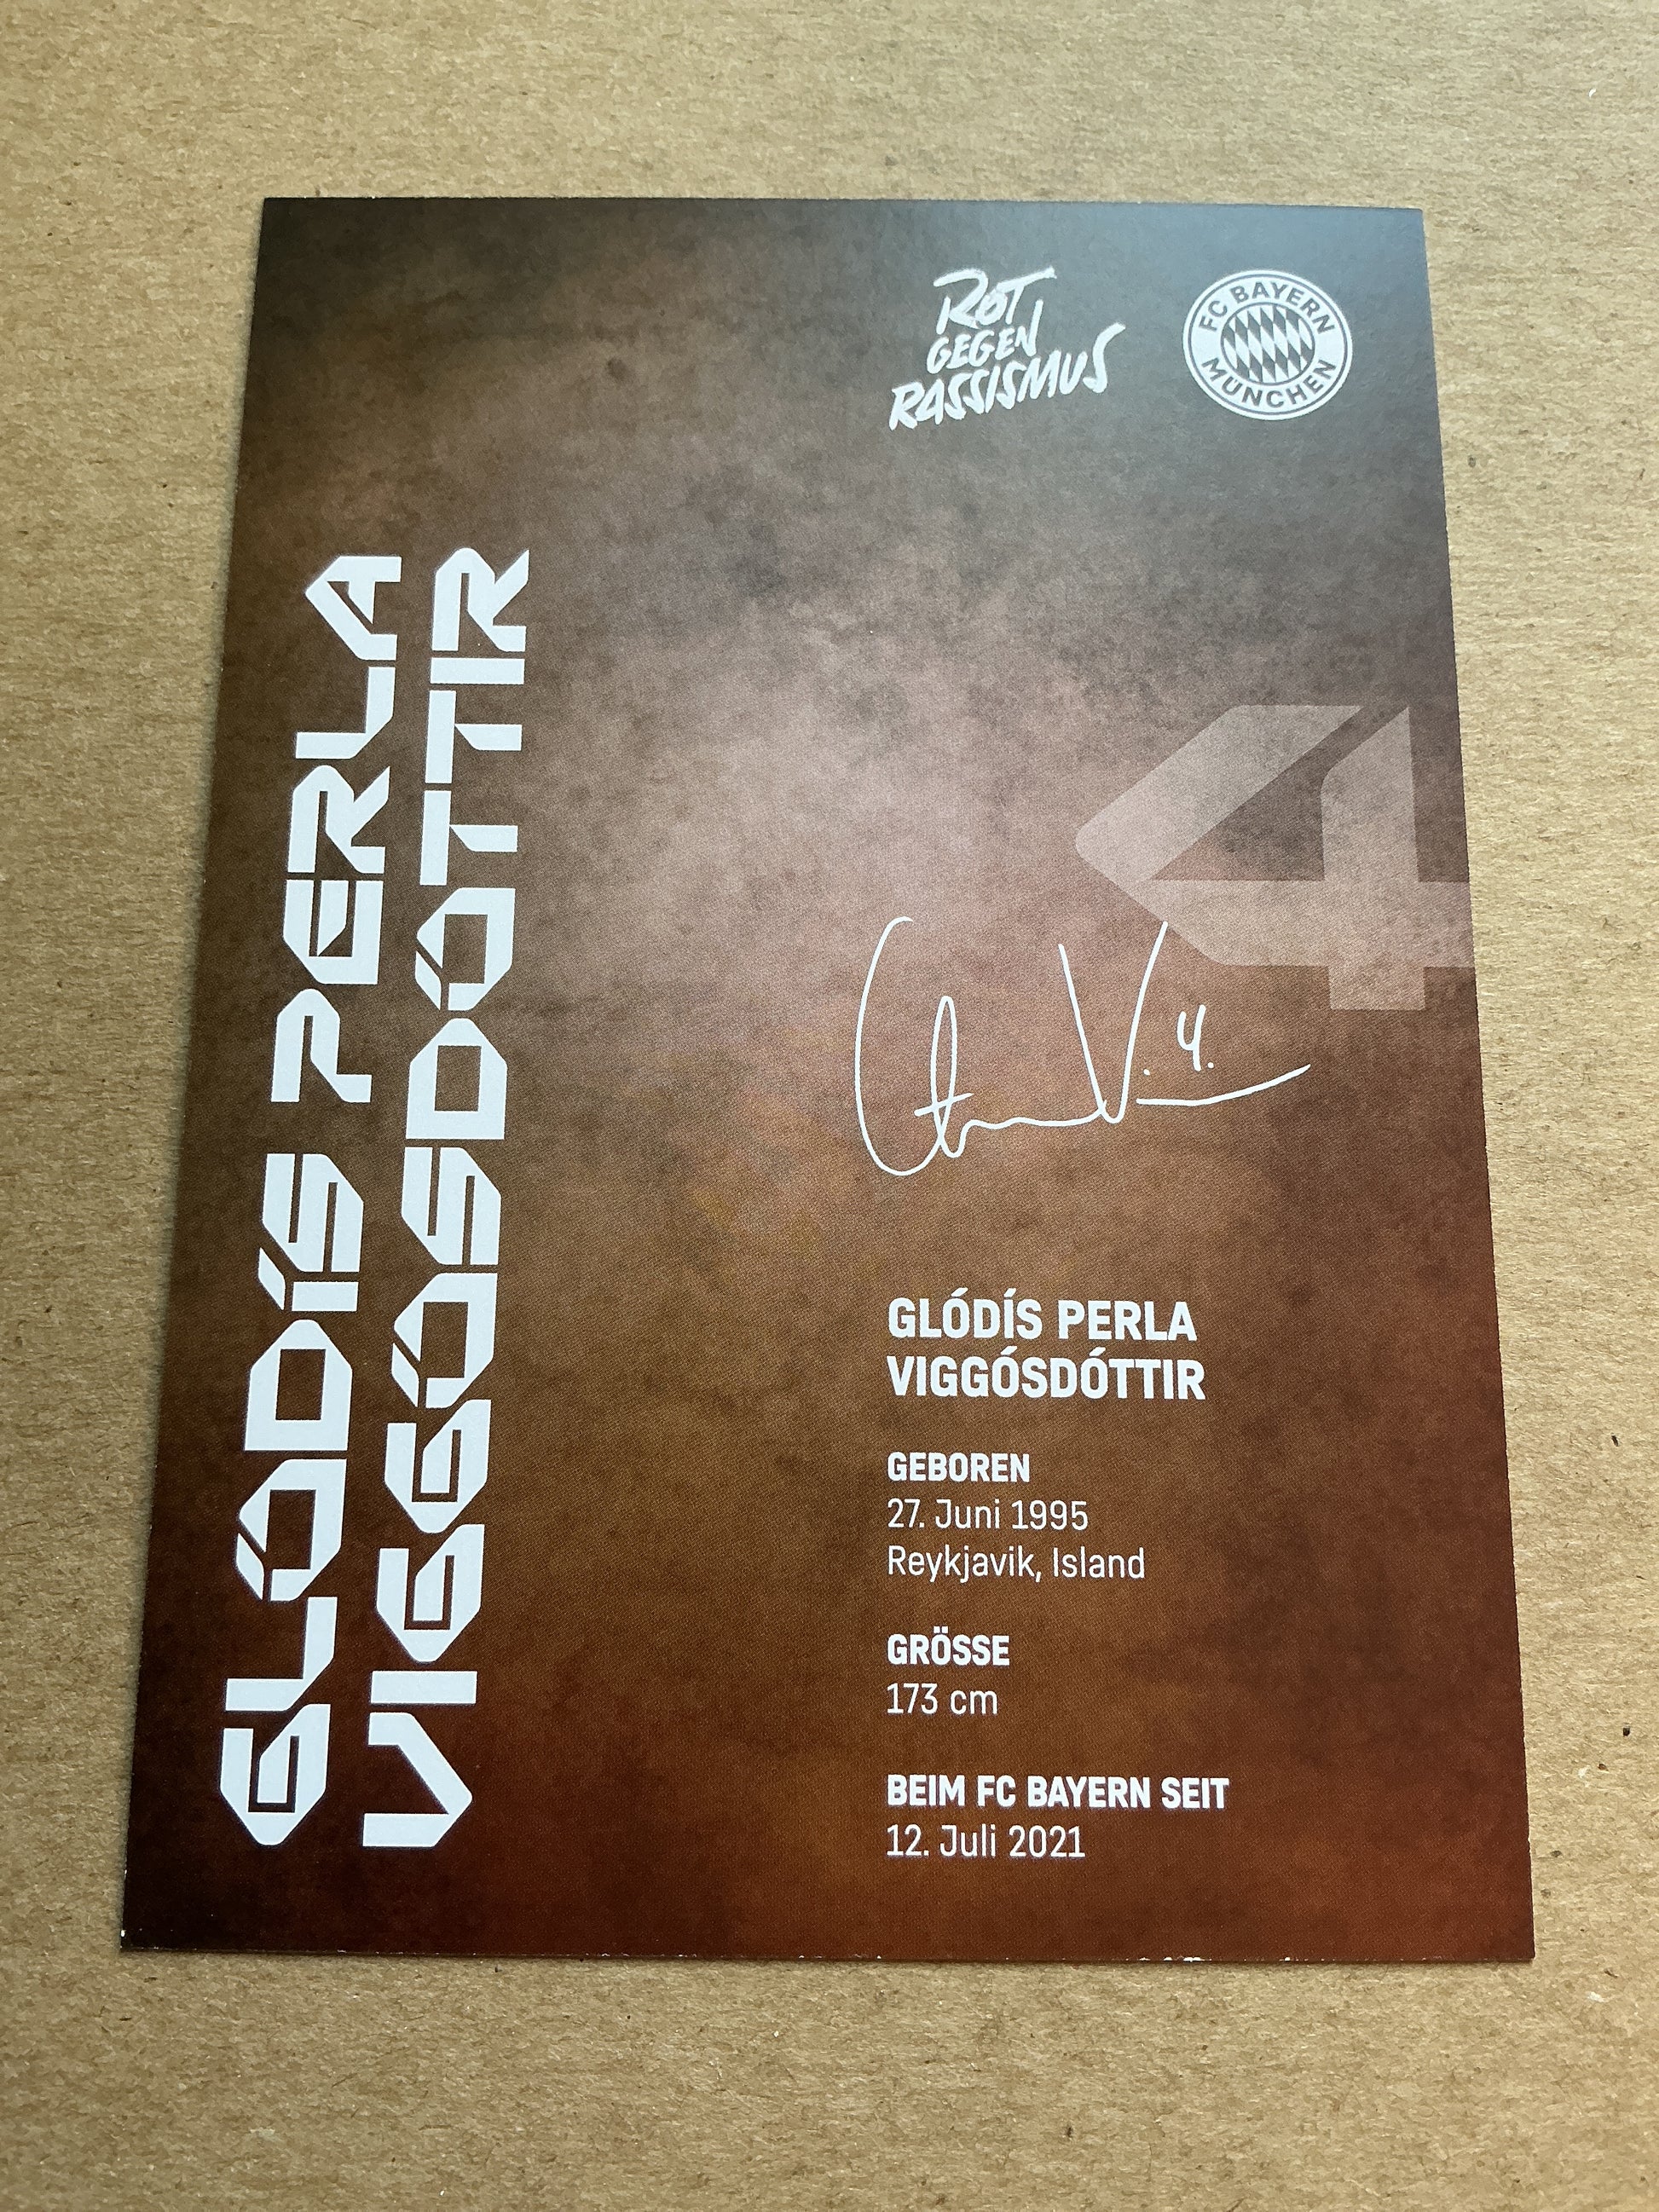 ROT
GEGEN
RASSISMUS
FC BAYERN
MÜNCHEN
GLÓDÍS PERLA
VIGGÓSDÓTTIR
4
GLÓDÍS PERLA
VIGGÓSDÓTTIR
GEBOREN
27. Juni 1995
Reykjavik, Island
GRÖSSE
173 cm
BEIM FC BAYERN SEIT
12. Juli 2021